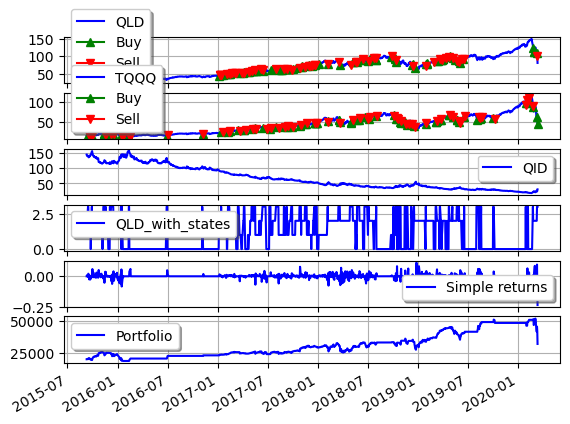 QLD
Buy
Sell
150
100
50
TQQQ
Buy
Sell
100
50
150
100
50
QID
2.5
0.0
QLD_with_states
0.00
−0.25
Simple returns
50000
25000
Portfolio
2015-07 2016-01 2016-07 2017-01 2017-07 2018-01 2018-07 2019-01 2019-07 2020-01